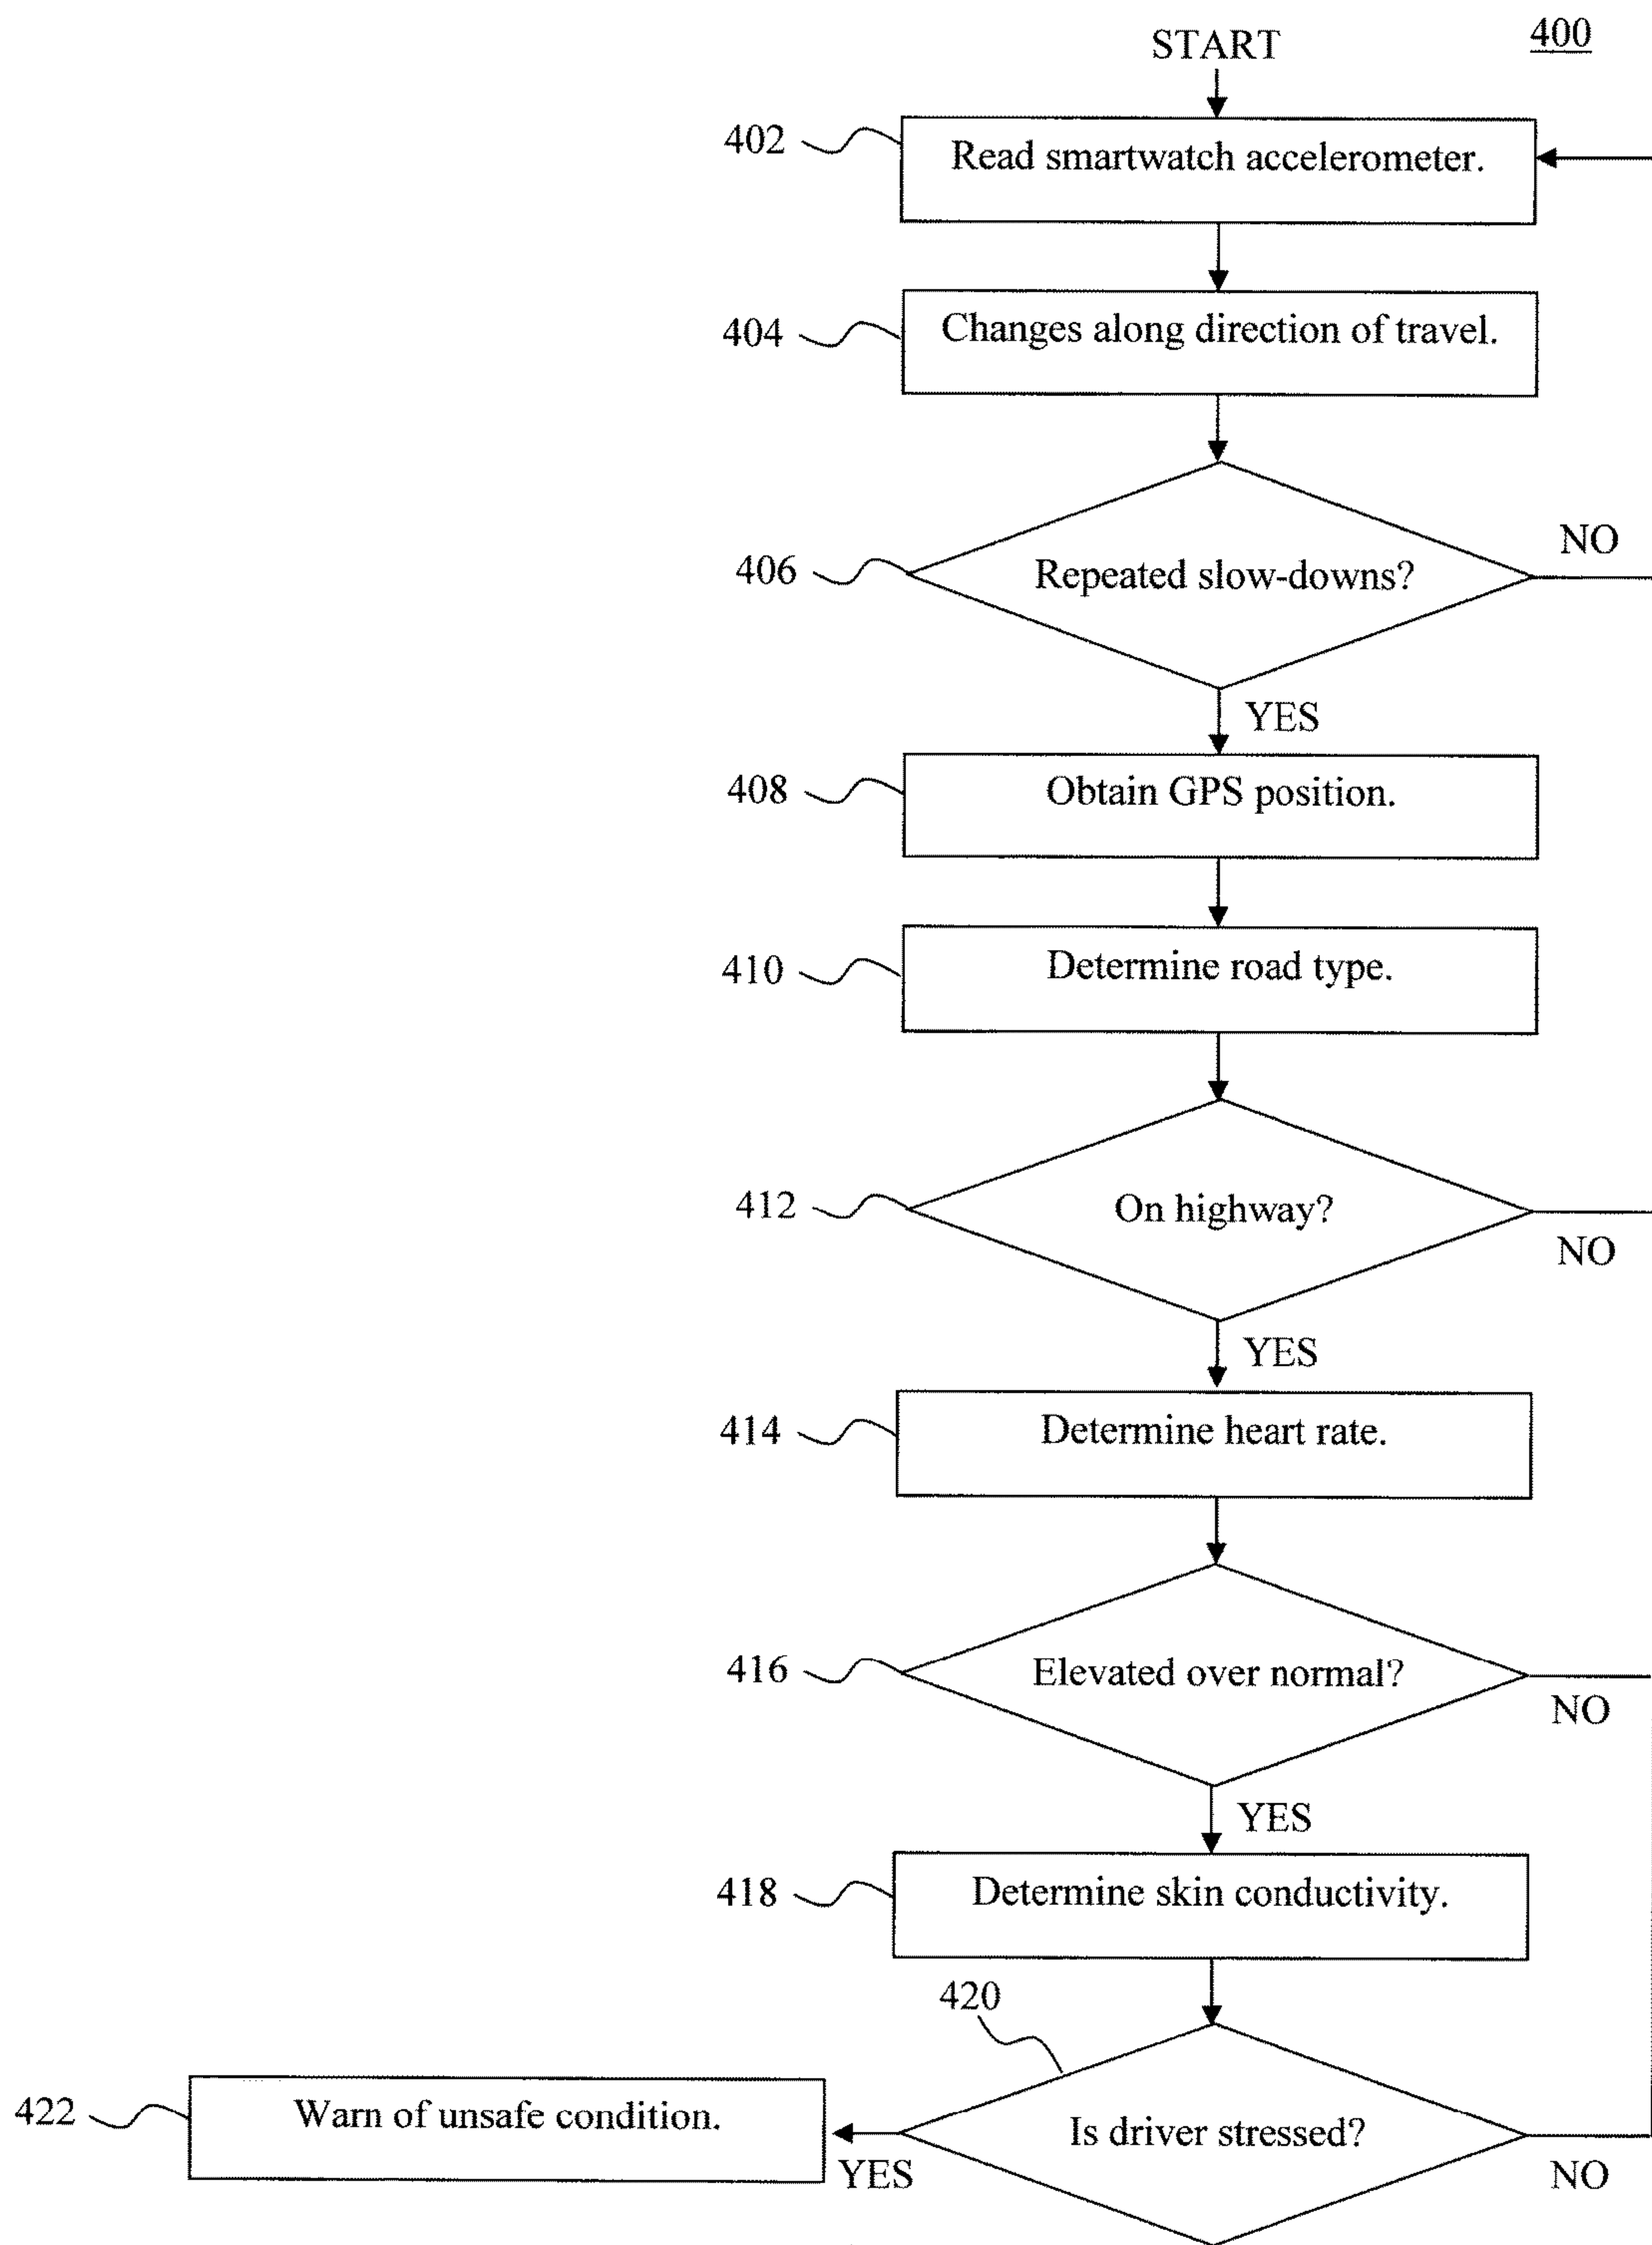 400
START
402
Read smartwatch accelerometer.
404
Changes along direction of travel.
406
Repeated slow-downs?
NO
YES
408
Obtain GPS position.
410
Determine road type.
412
On highway?
NO
YES
414
Determine heart rate.
416
Elevated over normal?
NO
YES
418
Determine skin conductivity.
420
422
Warn of unsafe condition.
Is driver stressed?
YES
NO